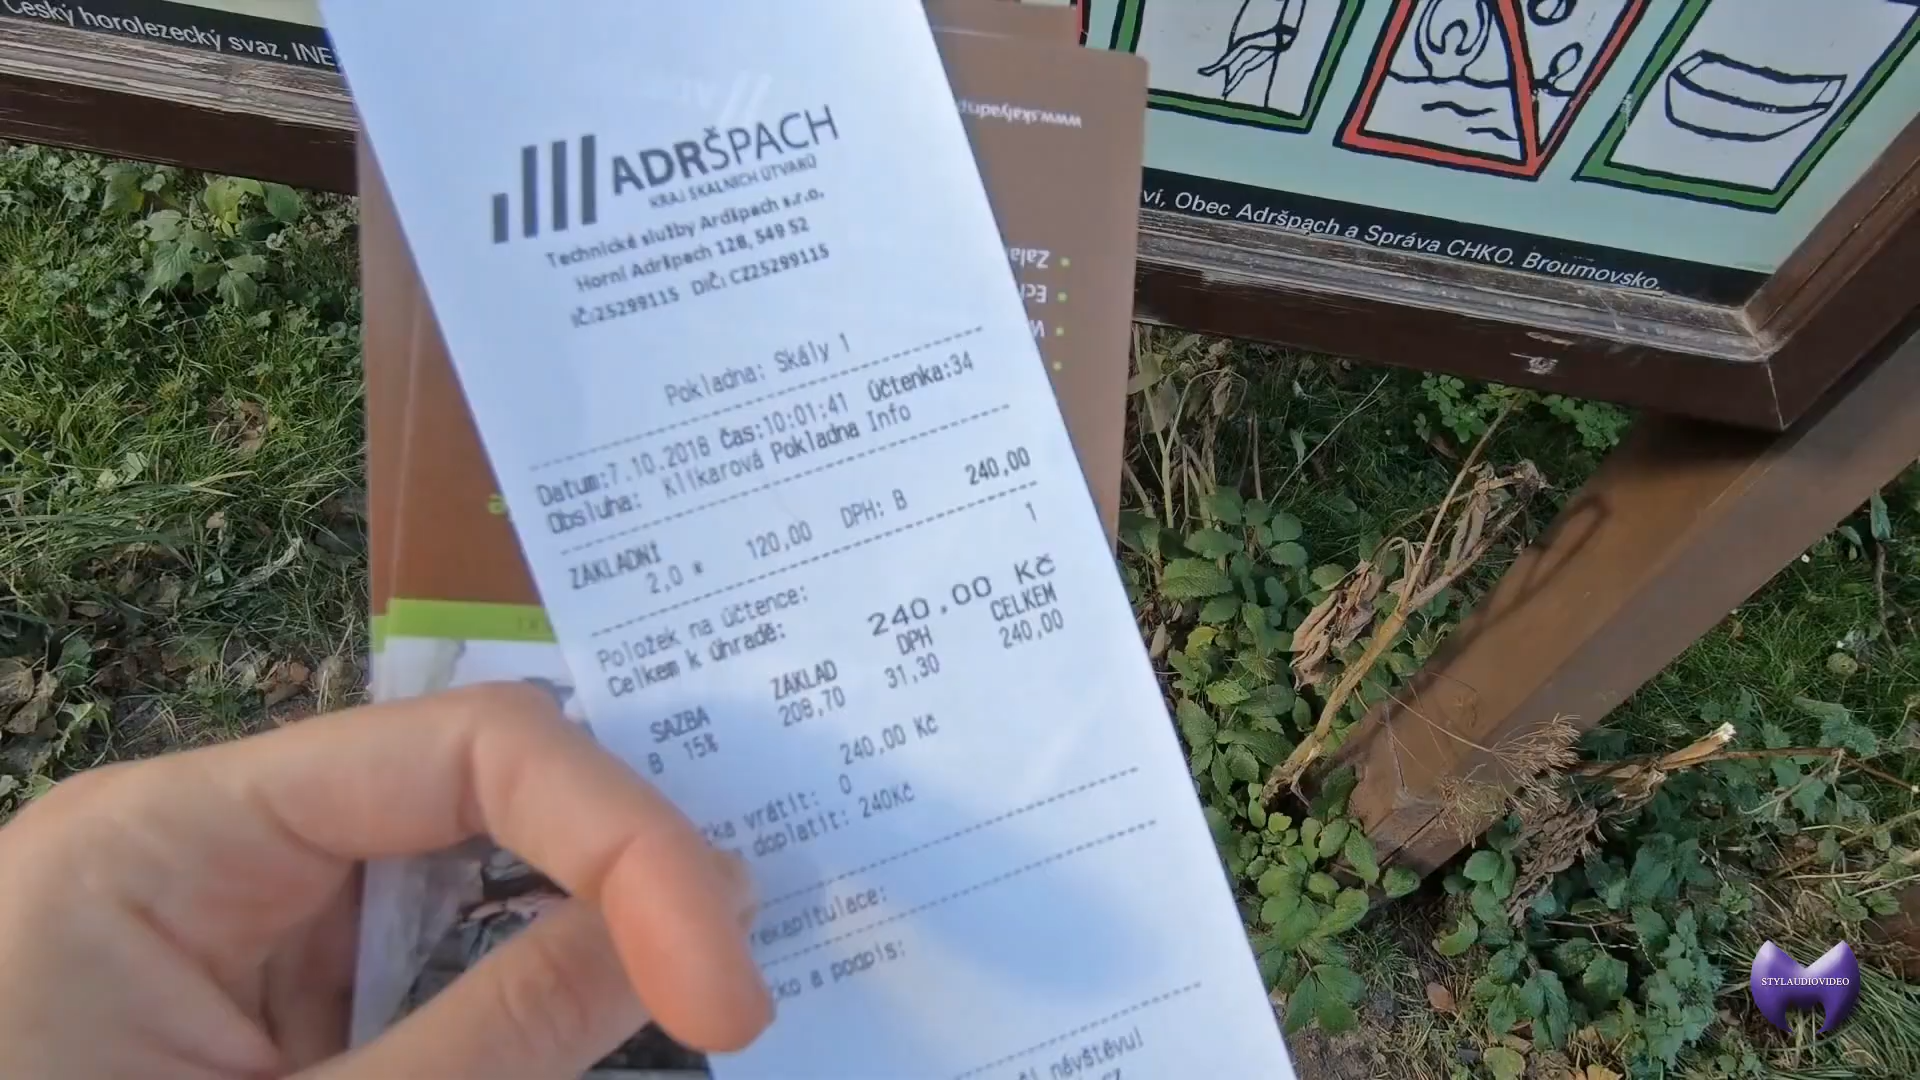 Český horolezecký svaz, INE
ADRŠPACH
KRAJ SKALNÍCH ÚTVARŮ
Technické služby Ardšpach s.r.o.
Horní Adršpach 128, 549 52
IČ:25299115 DIČ: CZ25299115
Pokladna: Skály 1
Datum:7.10.2018 čas:10:01:41 Účtenka:34
Obsluha: Klikarová Pokladna Info
ZÁKLADNÍ
2,0 * 120,00 DPH: B 240,00
Položek na účtence: 1
Celkem k úhradě: 240,00 Kč
SAZBA ZÁKLAD DPH CELKEM
B 15% 208,70 31,30 240,00
240,00 Kč
vrátit: 0
doplatit: 240Kč
rekapitulace:
a podpis:
návštěvu!
www.skalyadrsp
ví, Obec Adršpach a Správa CHKO. Broumovsko.
STYLAUDIOVIDEO